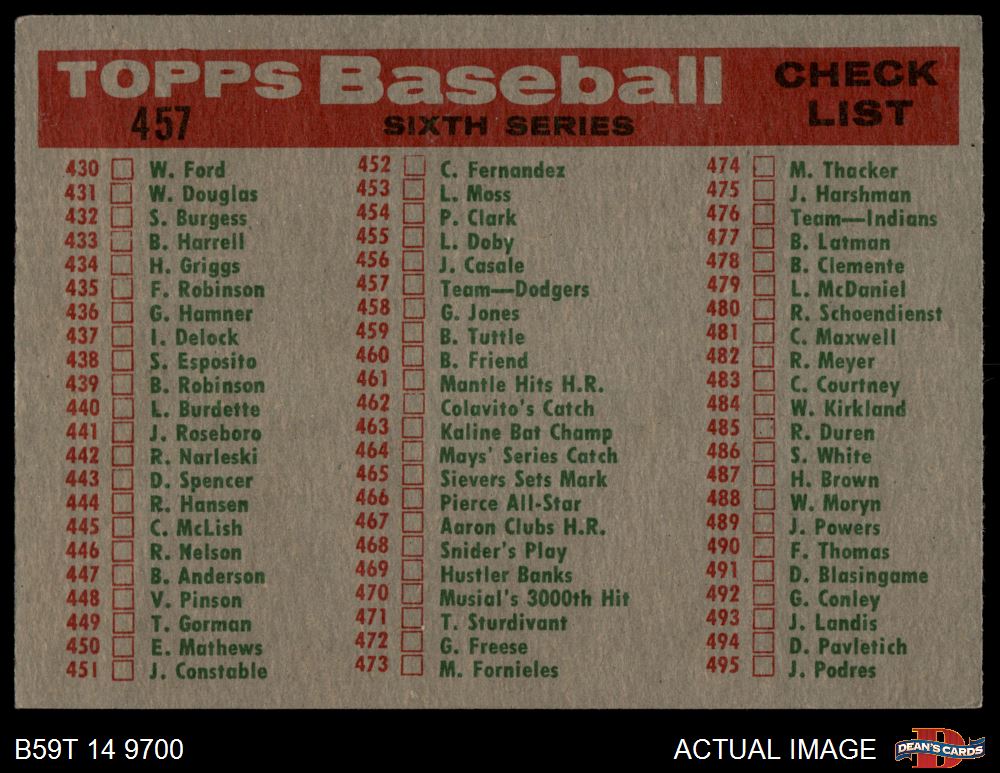 TOPPS Baseball CHECK LIST
457 SIXTH SERIES
430 W. Ford
431 W. Douglas
432 S. Burgess
433 B. Harrell
434 H. Griggs
435 F. Robinson
436 G. Hamner
437 I. Delock
438 S. Esposito
439 B. Robinson
440 L. Burdette
441 J. Roseboro
442 R. Narleski
443 D. Spencer
444 R. Hansen
445 C. McLish
446 R. Nelson
447 B. Anderson
448 V. Pinson
449 T. Gorman
450 E. Mathews
451 J. Constable
452 C. Fernandez
453 L. Moss
454 P. Clark
455 L. Doby
456 J. Casale
457 Team—Dodgers
458 G. Jones
459 B. Tuttle
460 B. Friend
461 Mantle Hits H.R.
462 Colavito's Catch
463 Kaline Bat Champ
464 Mays' Series Catch
465 Sievers Sets Mark
466 Pierce All-Star
467 Aaron Clubs H.R.
468 Snider's Play
469 Hustler Banks
470 Musial's 3000th Hit
471 T. Sturdivant
472 G. Freese
473 M. Fornieles
474 M. Thacker
475 J. Harshman
476 Team—Indians
477 B. Latman
478 B. Clemente
479 L. McDaniel
480 R. Schoendienst
481 C. Maxwell
482 R. Meyer
483 C. Courtney
484 W. Kirkland
485 R. Duren
486 S. White
487 H. Brown
488 W. Moryn
489 J. Powers
490 F. Thomas
491 D. Blasingame
492 G. Conley
493 J. Landis
494 D. Pavletich
495 J. Podres
B59T 14 9700
ACTUAL IMAGE
D
DEAN'S CARDS